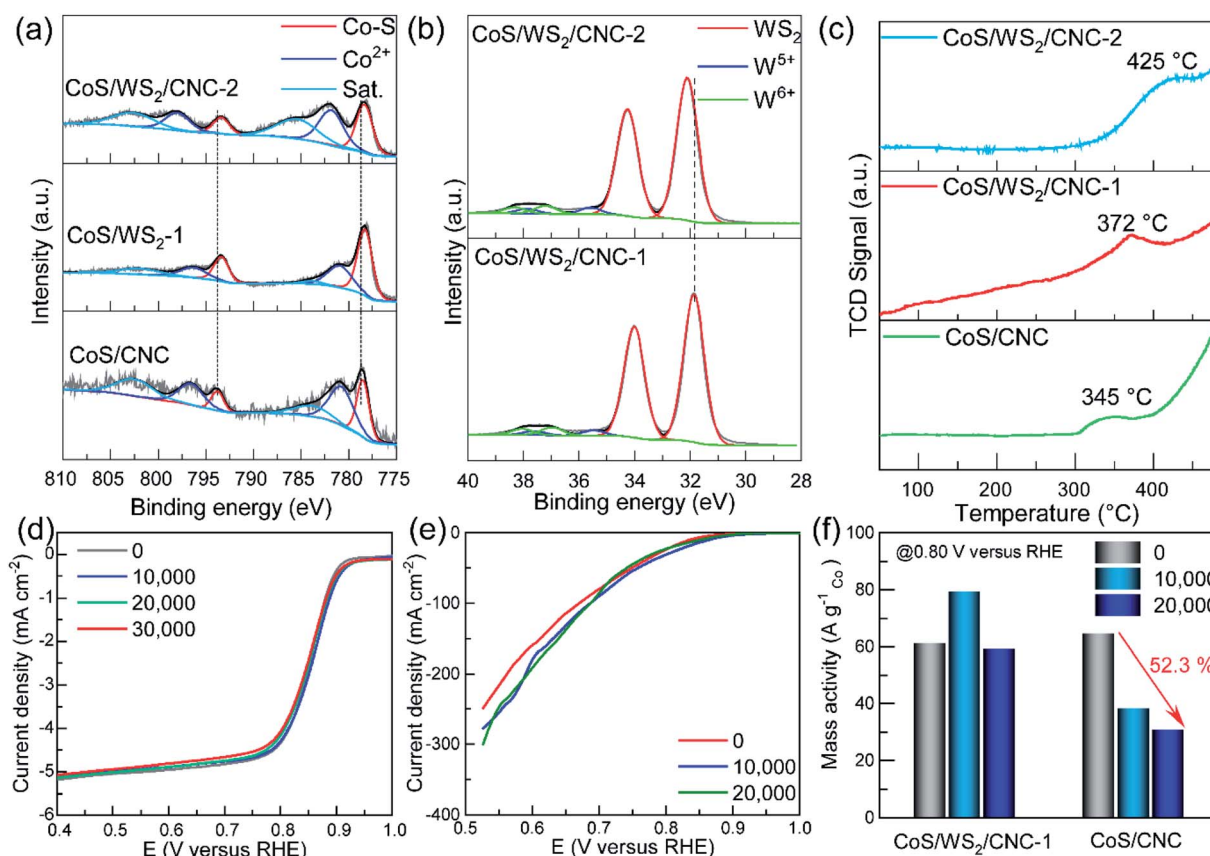 (a)
Co-S
Co²⁺
Sat.
CoS/WS₂/CNC-2
CoS/WS₂-1
CoS/CNC
Intensity (a.u.)
810 805 800 795 790 785 780 775
Binding energy (eV)
(b)
CoS/WS₂/CNC-2
WS₂
W⁵⁺
W⁶⁺
CoS/WS₂/CNC-1
Intensity (a.u.)
40 38 36 34 32 30 28
Binding energy (eV)
(c)
CoS/WS₂/CNC-2
425 °C
CoS/WS₂/CNC-1
372 °C
CoS/CNC
345 °C
TCD Signal (a.u.)
100 200 300 400
Temperature (°C)
(d)
0
10,000
20,000
30,000
Current density (mA cm⁻²)
0
-1
-2
-3
-4
-5
-6
0.4 0.5 0.6 0.7 0.8 0.9 1.0
E (V versus RHE)
(e)
0
10,000
20,000
Current density (mA cm⁻²)
0
-100
-200
-300
-400
0.5 0.6 0.7 0.8 0.9 1.0
E (V versus RHE)
(f)
@0.80 V versus RHE
0
10,000
20,000
52.3 %
Mass activity (A g⁻¹ Co)
100
80
60
40
20
0
CoS/WS₂/CNC-1 CoS/CNC